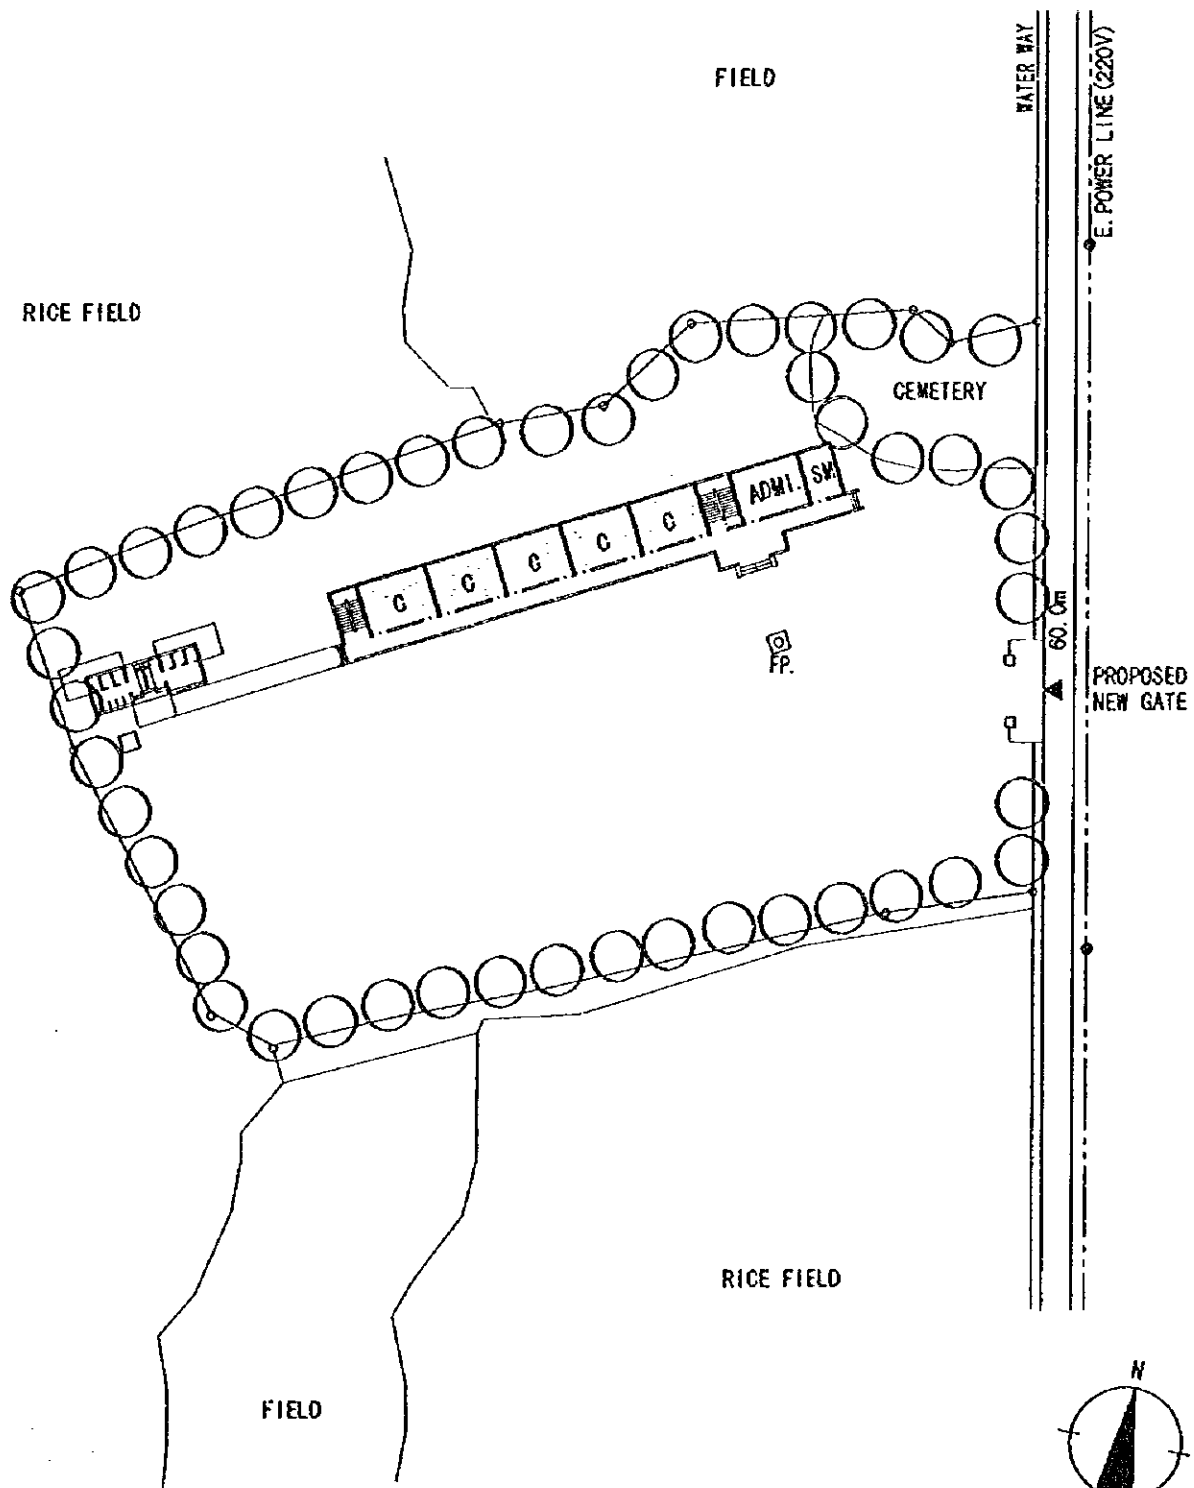 FIELD
WATER WAY
E. POWER LINE (220V)
RICE FIELD
CEMETERY
ADMI.
SM.
C
C
C
C
C
60.0m
FP.
PROPOSED
NEW GATE
RICE FIELD
FIELD
N